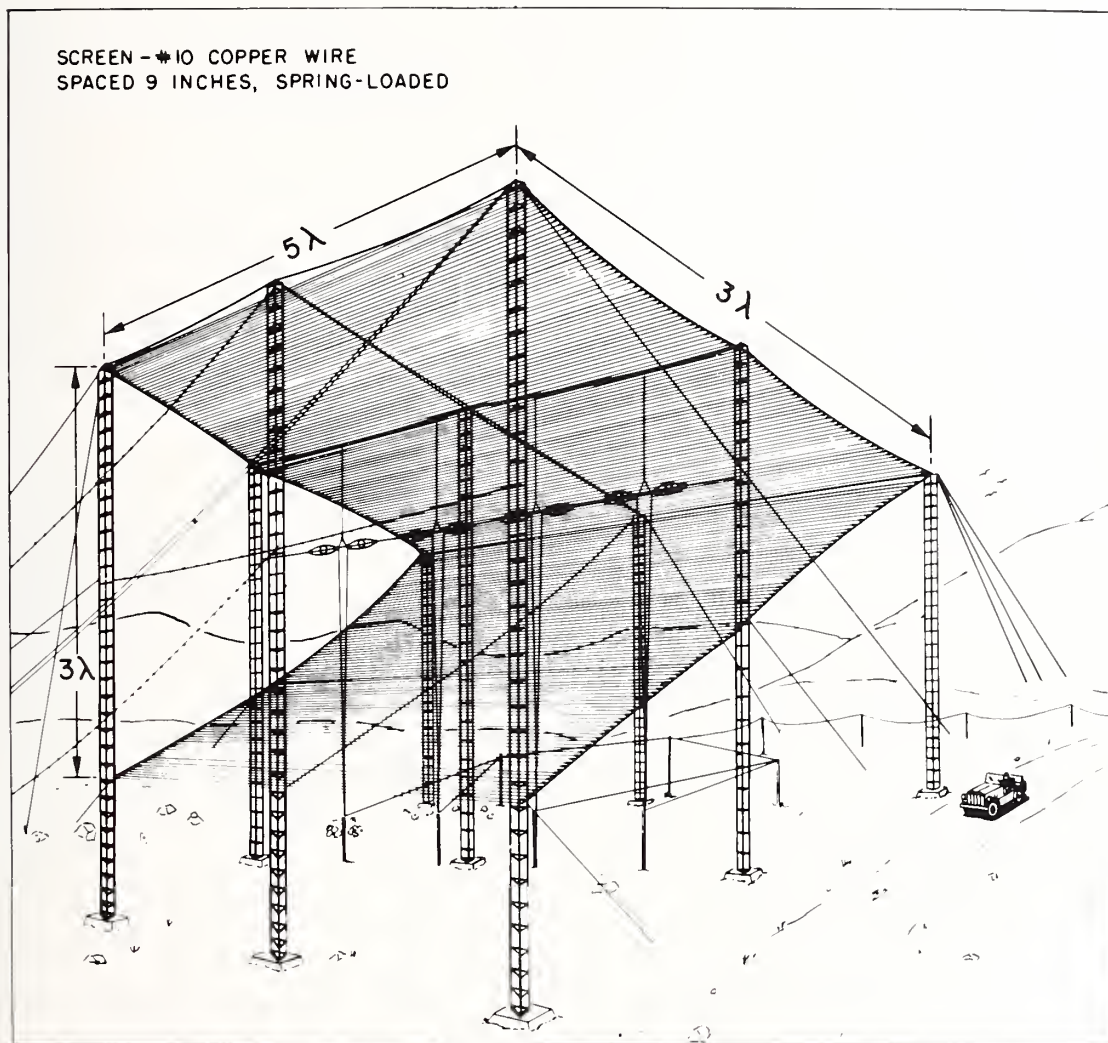 SCREEN - #10 COPPER WIRE
SPACED 9 INCHES, SPRING-LOADED
5λ
3λ
3λ